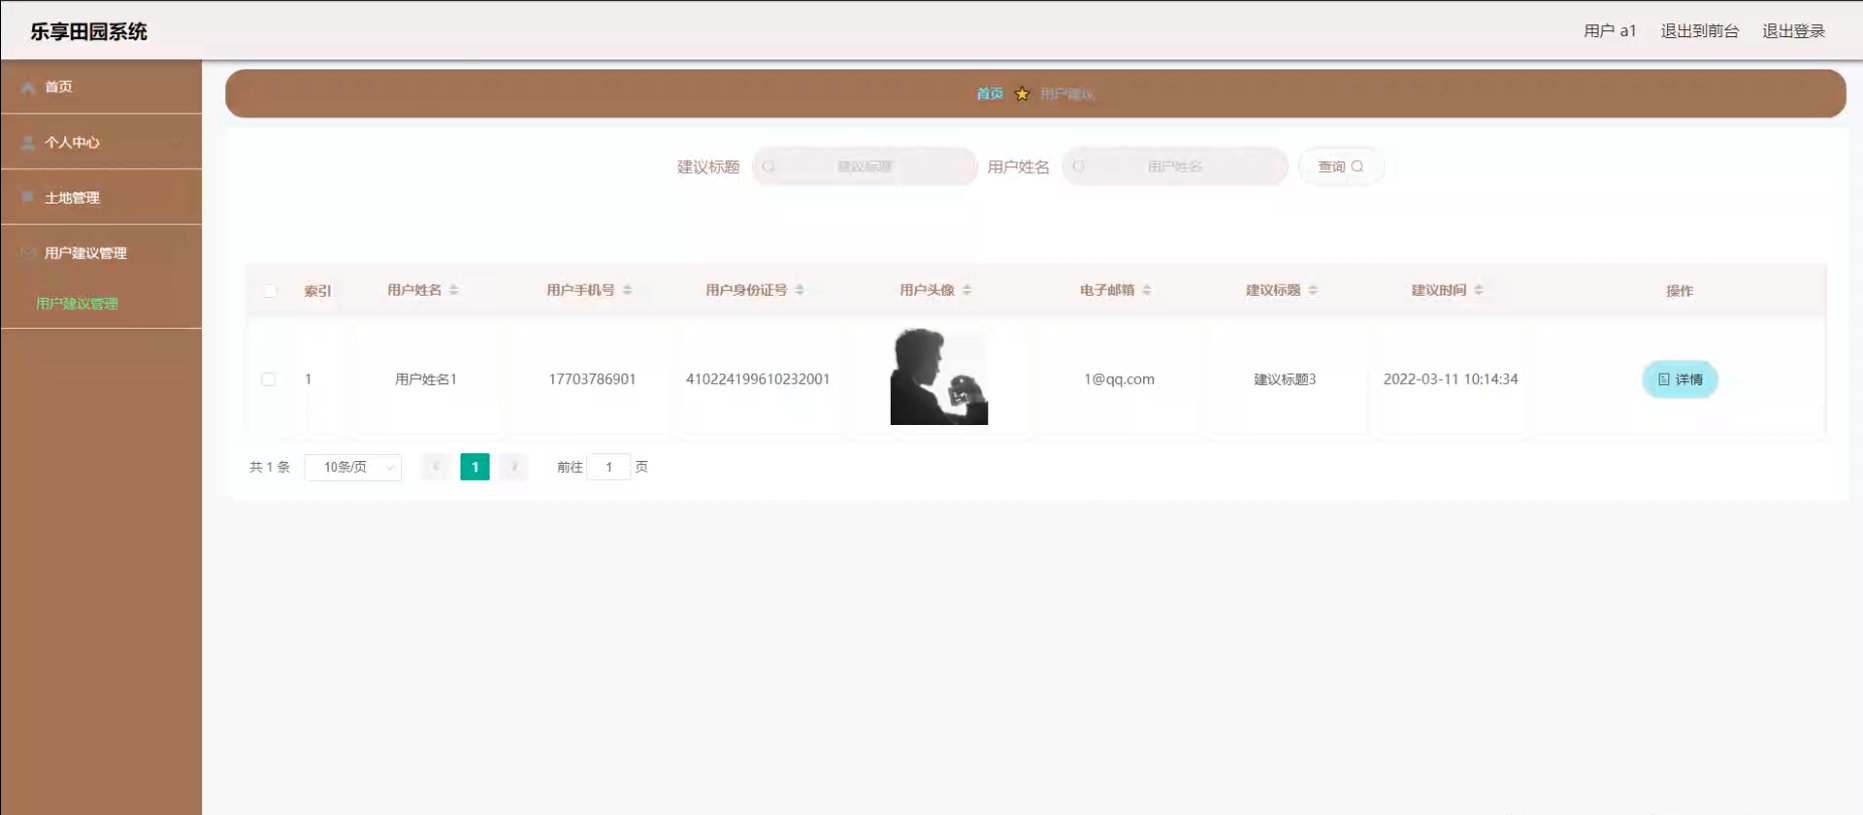 乐享田园系统
用户 a1 退出到前台 退出登录
首页
个人中心
土地管理
用户建议管理
用户建议管理
首页 用户建议
建议标题 建议标题 用户姓名 用户姓名 查询
索引 用户姓名 用户手机号 用户身份证号 用户头像 电子邮箱 建议标题 建议时间 操作
1 用户姓名1 17703786901 410224199610232001 1@qq.com 建议标题3 2022-03-11 10:14:34 详情
共 1 条 10条/页 1 前往 1 页